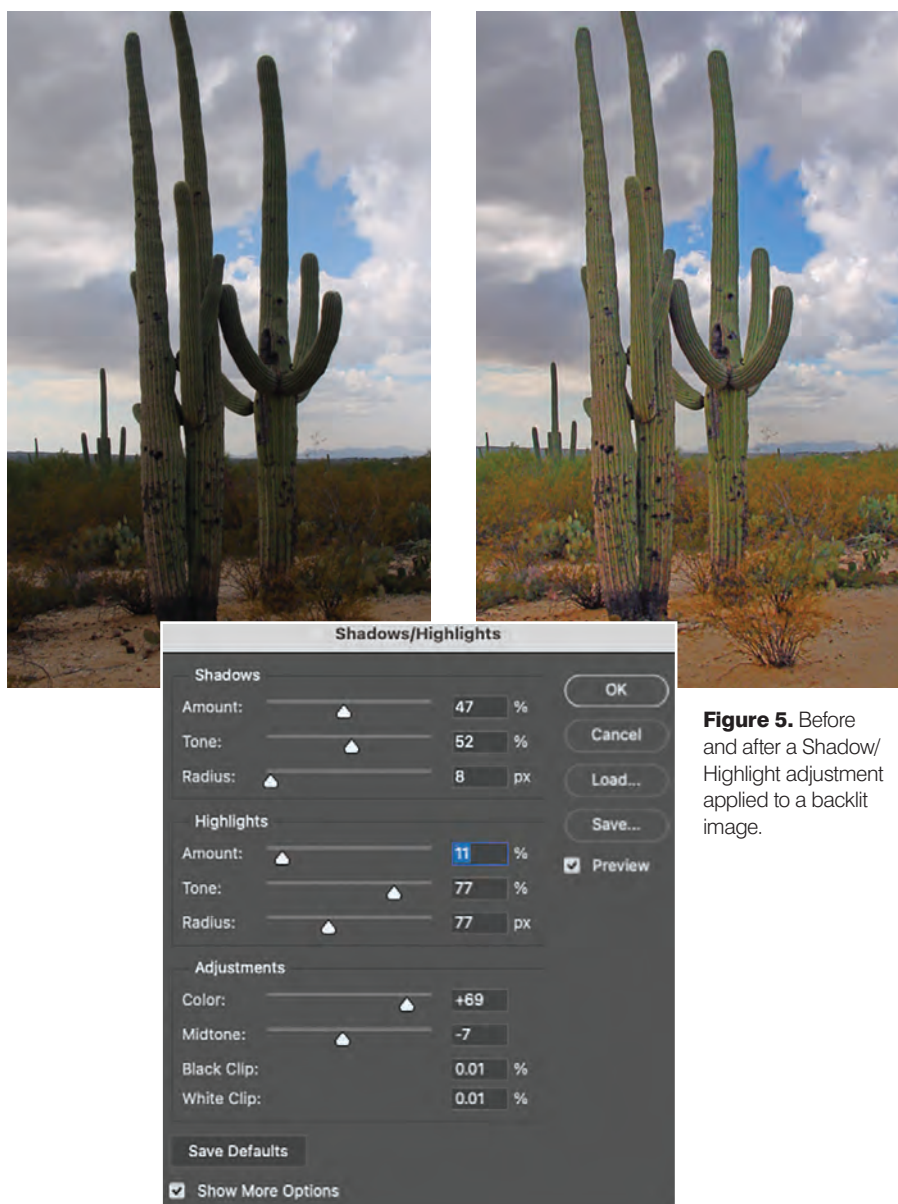 Shadows/Highlights
Shadows
Amount: 47 %
Tone: 52 %
Radius: 8 px
Highlights
Amount: 11 %
Tone: 77 %
Radius: 77 px
Adjustments
Color: +69
Midtone: -7
Black Clip: 0.01 %
White Clip: 0.01 %
Save Defaults
Show More Options
OK
Cancel
Load...
Save...
Preview
Figure 5. Before
and after a Shadow/
Highlight adjustment
applied to a backlit
image.